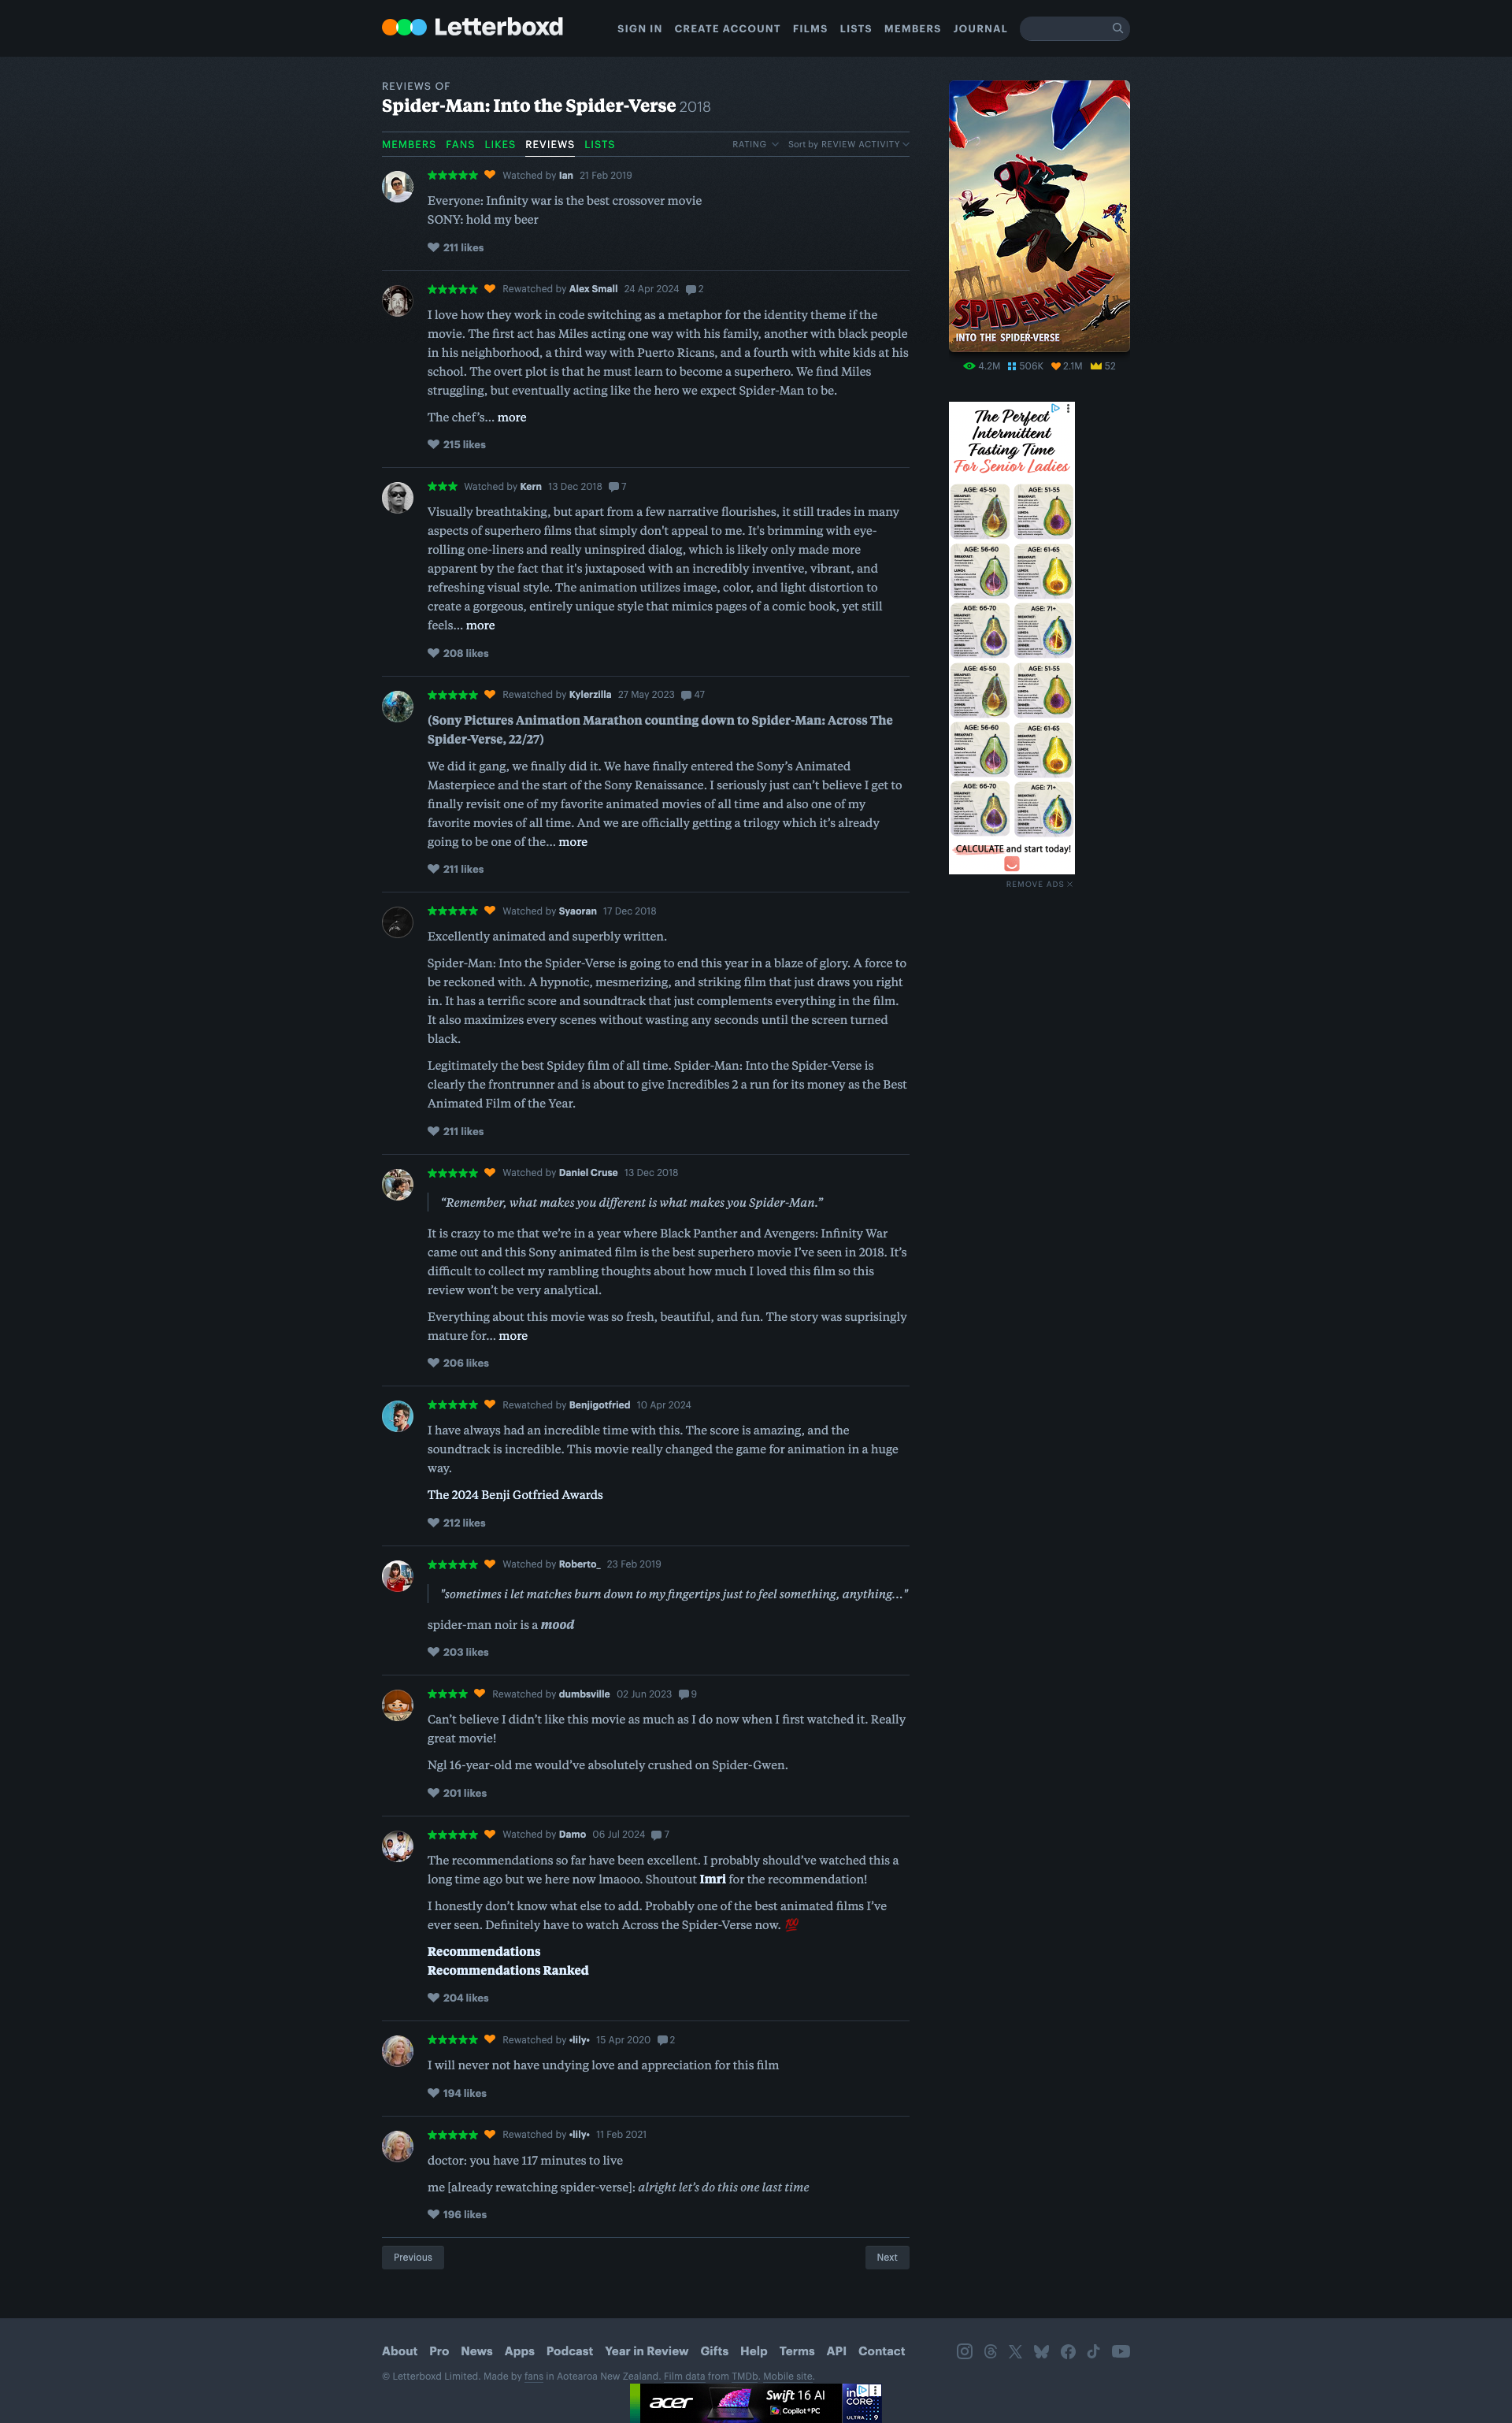 Letterboxd
SIGN IN CREATE ACCOUNT FILMS LISTS MEMBERS JOURNAL
REVIEWS OF
Spider-Man: Into the Spider-Verse 2018
MEMBERS FANS LIKES REVIEWS LISTS RATING Sort by REVIEW ACTIVITY
Watched by Ian 21 Feb 2019
Everyone: Infinity war is the best crossover movie
SONY: hold my beer
211 likes
Rewatched by Alex Small 24 Apr 2024 2
I love how they work in code switching as a metaphor for the identity theme if the
movie. The first act has Miles acting one way with his family, another with black people
in his neighborhood, a third way with Puerto Ricans, and a fourth with white kids at his
school. The overt plot is that he must learn to become a superhero. We find Miles
struggling, but eventually acting like the hero we expect Spider-Man to be.
The chef’s... more
215 likes
Watched by Kern 13 Dec 2018 7
Visually breathtaking, but apart from a few narrative flourishes, it still trades in many
aspects of superhero films that simply don't appeal to me. It's brimming with eye-
rolling one-liners and really uninspired dialog, which is likely only made more
apparent by the fact that it's juxtaposed with an incredibly inventive, vibrant, and
refreshing visual style. The animation utilizes image, color, and light distortion to
create a gorgeous, entirely unique style that mimics pages of a comic book, yet still
feels... more
208 likes
Rewatched by Kylerzilla 27 May 2023 47
(Sony Pictures Animation Marathon counting down to Spider-Man: Across The
Spider-Verse, 22/27)
We did it gang, we finally did it. We have finally entered the Sony’s Animated
Masterpiece and the start of the Sony Renaissance. I seriously just can’t believe I get to
finally revisit one of my favorite animated movies of all time and also one of my
favorite movies of all time. And we are officially getting a trilogy which it’s already
going to be one of the... more
211 likes
Watched by Syaoran 17 Dec 2018
Excellently animated and superbly written.
Spider-Man: Into the Spider-Verse is going to end this year in a blaze of glory. A force to
be reckoned with. A hypnotic, mesmerizing, and striking film that just draws you right
in. It has a terrific score and soundtrack that just complements everything in the film.
It also maximizes every scenes without wasting any seconds until the screen turned
black.
Legitimately the best Spidey film of all time. Spider-Man: Into the Spider-Verse is
clearly the frontrunner and is about to give Incredibles 2 a run for its money as the Best
Animated Film of the Year.
211 likes
Watched by Daniel Cruse 13 Dec 2018
“Remember, what makes you different is what makes you Spider-Man.”
It is crazy to me that we’re in a year where Black Panther and Avengers: Infinity War
came out and this Sony animated film is the best superhero movie I’ve seen in 2018. It’s
difficult to collect my rambling thoughts about how much I loved this film so this
review won’t be very analytical.
Everything about this movie was so fresh, beautiful, and fun. The story was suprisingly
mature for... more
206 likes
Rewatched by Benjigotfried 10 Apr 2024
I have always had an incredible time with this. The score is amazing, and the
soundtrack is incredible. This movie really changed the game for animation in a huge
way.
The 2024 Benji Gotfried Awards
212 likes
Watched by Roberto_ 23 Feb 2019
"sometimes i let matches burn down to my fingertips just to feel something, anything..."
spider-man noir is a mood
203 likes
Rewatched by dumbsville 02 Jun 2023 9
Can’t believe I didn’t like this movie as much as I do now when I first watched it. Really
great movie!
Ngl 16-year-old me would’ve absolutely crushed on Spider-Gwen.
201 likes
Watched by Damo 06 Jul 2024 7
The recommendations so far have been excellent. I probably should’ve watched this a
long time ago but we here now lmaooo. Shoutout Imri for the recommendation!
I honestly don’t know what else to add. Probably one of the best animated films I’ve
ever seen. Definitely have to watch Across the Spider-Verse now. 💯
Recommendations
Recommendations Ranked
204 likes
Rewatched by •lily• 15 Apr 2020 2
I will never not have undying love and appreciation for this film
194 likes
Rewatched by •lily• 11 Feb 2021
doctor: you have 117 minutes to live
me [already rewatching spider-verse]: alright let’s do this one last time
196 likes
Previous Next
SPIDER-MAN
INTO THE SPIDER-VERSE
4.2M 506K 2.1M 52
The Perfect
Intermittent
Fasting Time
For Senior Ladies
AGE: 45-50 AGE: 51-55
AGE: 56-60 AGE: 61-65
AGE: 66-70 AGE: 71+
AGE: 45-50 AGE: 51-55
AGE: 56-60 AGE: 61-65
AGE: 66-70 AGE: 71+
CALCULATE and start today!
REMOVE ADS
About Pro News Apps Podcast Year in Review Gifts Help Terms API Contact
© Letterboxd Limited. Made by fans in Aotearoa New Zealand. Film data from TMDb. Mobile site.
acer Swift 16 AI
Copilot+PC
CORE
ULTRA 9